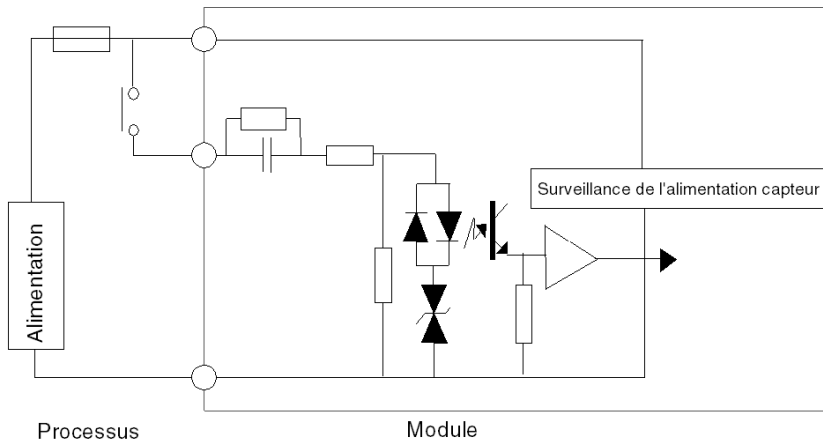 Surveillance de l'alimentation capteur
Alimentation
Processus
Module